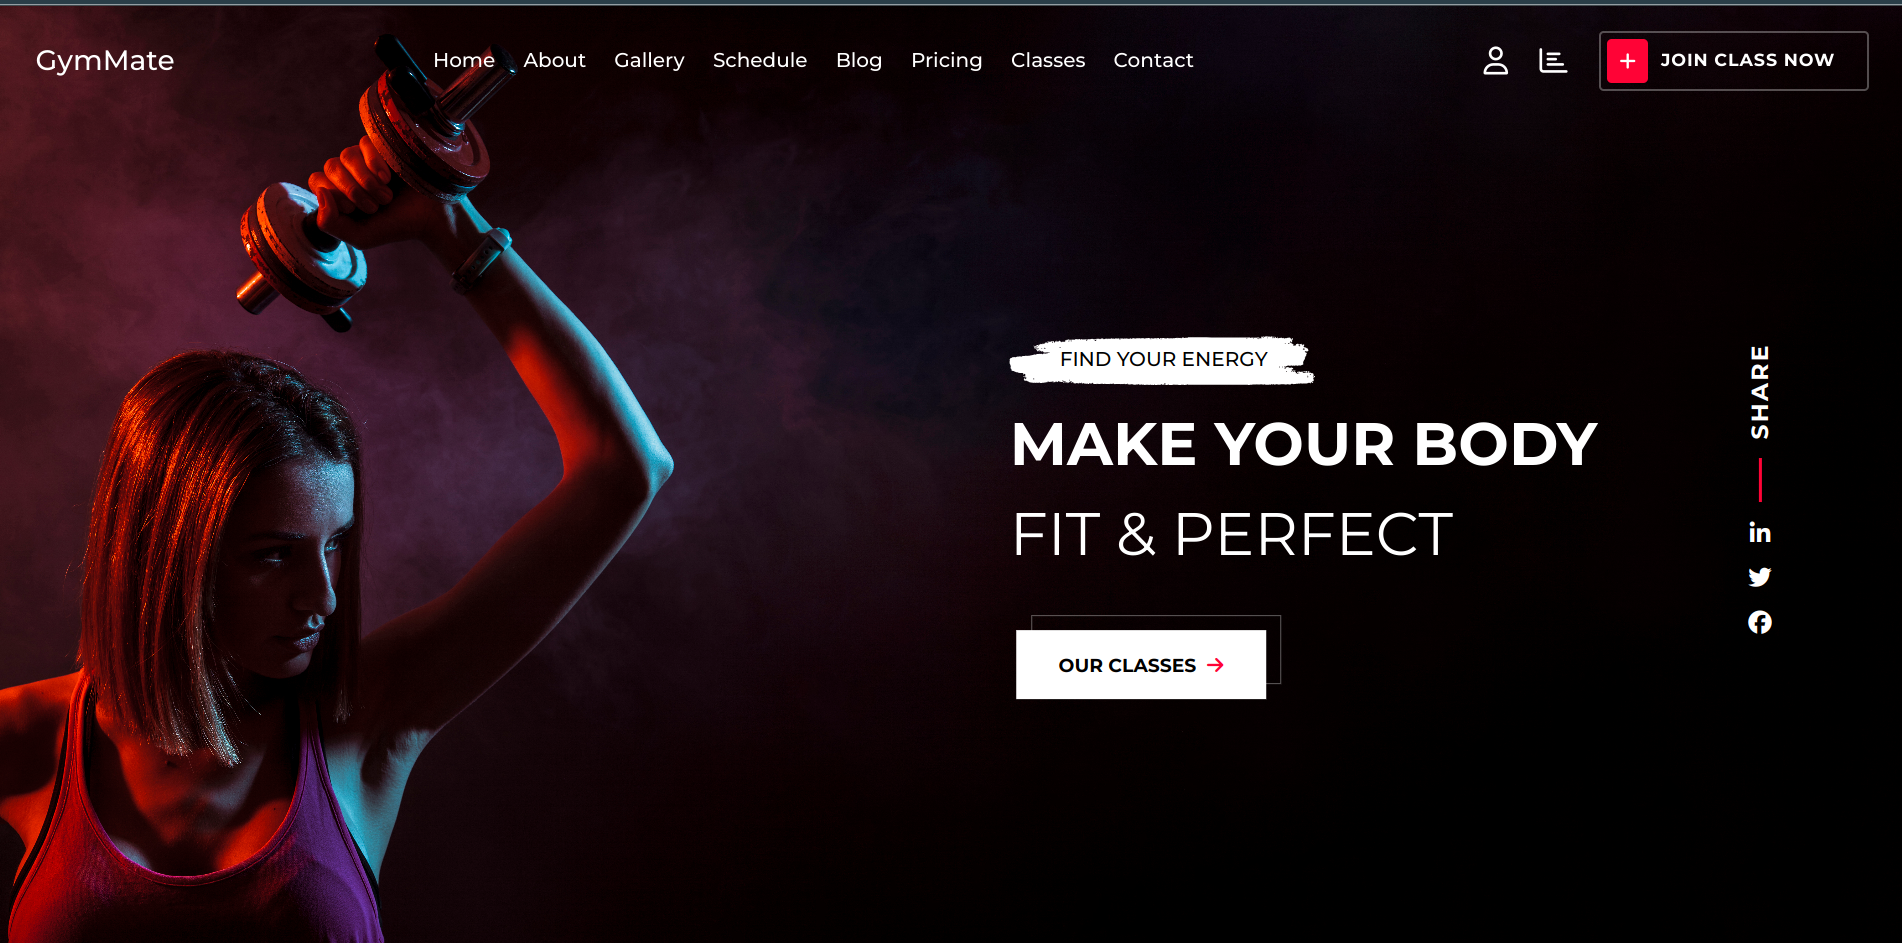 GymMate
Home About Gallery Schedule Blog Pricing Classes Contact
JOIN CLASS NOW
FIND YOUR ENERGY
MAKE YOUR BODY
FIT & PERFECT
OUR CLASSES
SHARE